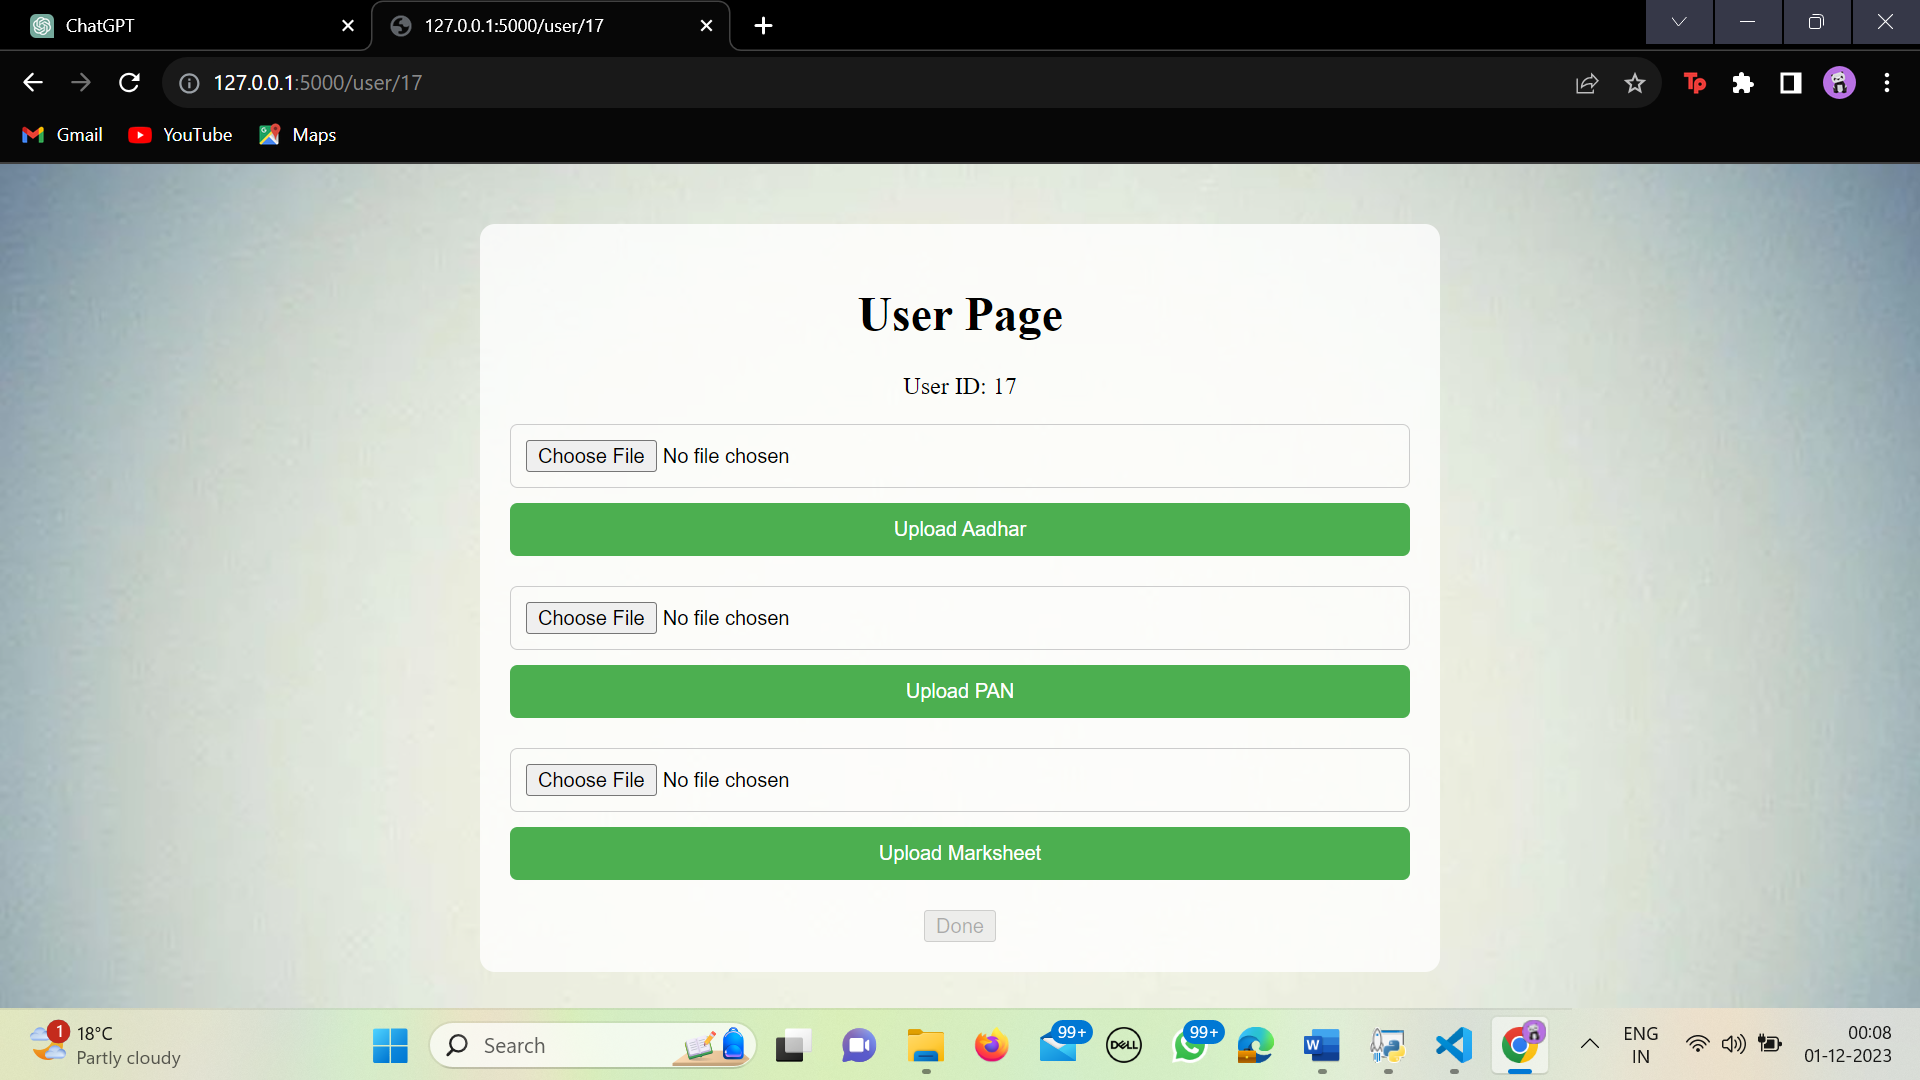 ChatGPT
127.0.0.1:5000/user/17
127.0.0.1:5000/user/17
Tp
Gmail
YouTube
Maps
User Page
User ID: 17
Choose File No file chosen
Upload Aadhar
Choose File No file chosen
Upload PAN
Choose File No file chosen
Upload Marksheet
Done
1
18°C
Partly cloudy
Search
99+
DELL
99+
W
ENG
IN
00:08
01-12-2023